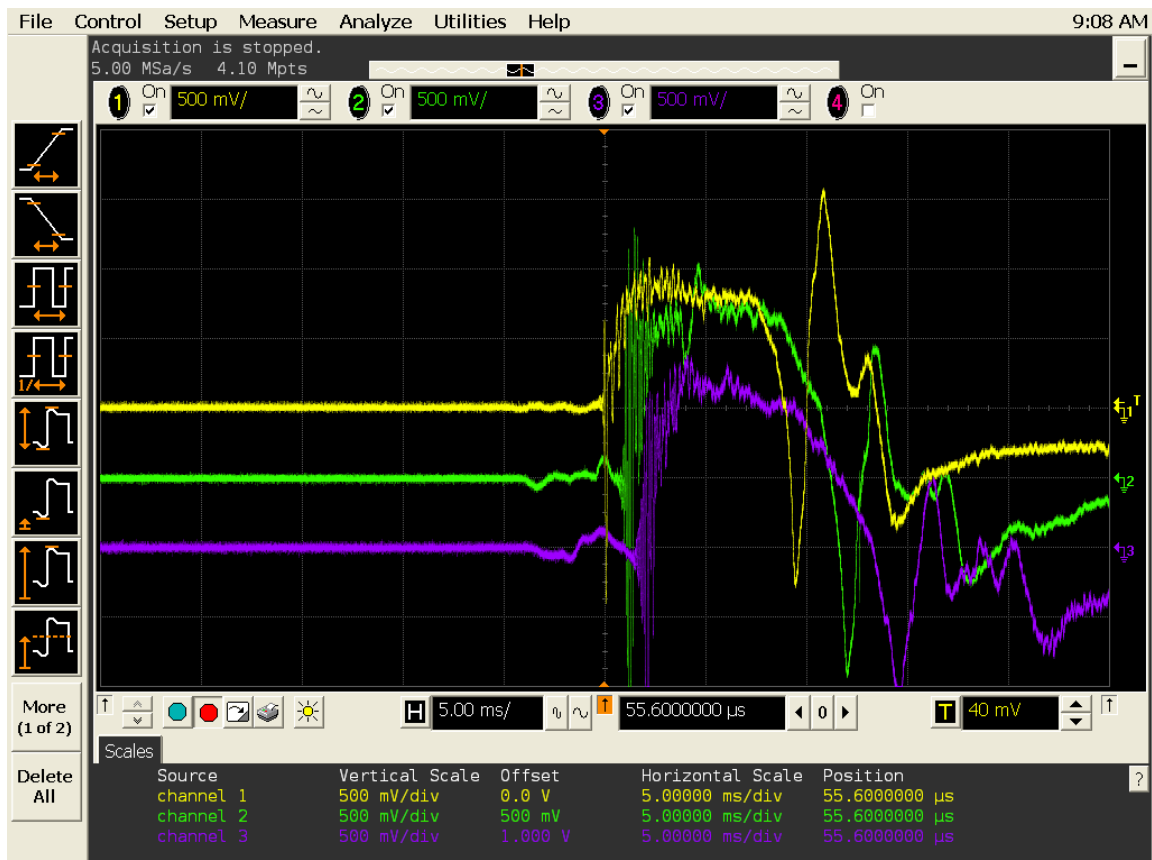 File Control Setup Measure Analyze Utilities Help 9:08 AM
Acquisition is stopped.
5.00 MSa/s 4.10 Mpts
1 On 500 mV/ 2 On 500 mV/ 3 On 500 mV/ 4 On
1/
T
1
2
3
More
(1 of 2)
Delete
All
H 5.00 ms/ 55.6000000 µs 0 T 40 mV
Scales
Source Vertical Scale Offset Horizontal Scale Position ?
channel 1 500 mV/div 0.0 V 5.00000 ms/div 55.6000000 µs
channel 2 500 mV/div 500 mV 5.00000 ms/div 55.6000000 µs
channel 3 500 mV/div 1.000 V 5.00000 ms/div 55.6000000 µs